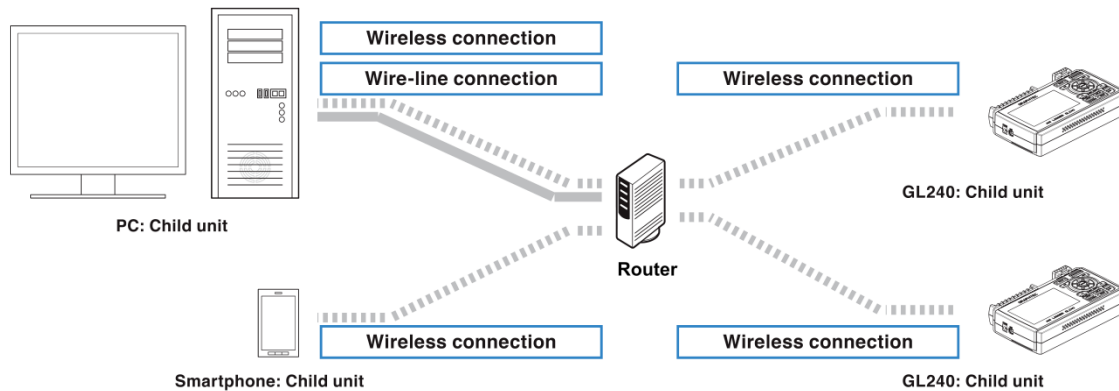 Wireless connection
Wire-line connection
Wireless connection
GL240: Child unit
PC: Child unit
Router
Wireless connection
Wireless connection
Smartphone: Child unit
GL240: Child unit